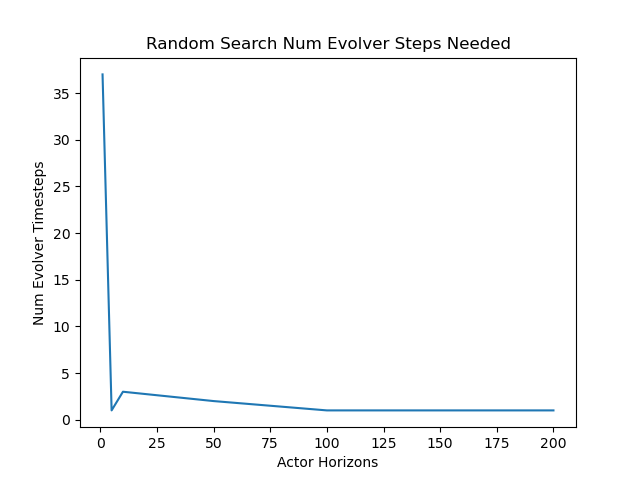 Random Search Num Evolver Steps Needed
Num Evolver Timesteps
35
30
25
20
15
10
5
0
0 25 50 75 100 125 150 175 200
Actor Horizons